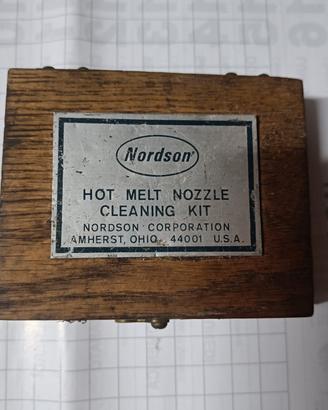 Nordson
HOT MELT NOZZLE
CLEANING KIT
NORDSON CORPORATION
AMHERST, OHIO, 44001 U.S.A.